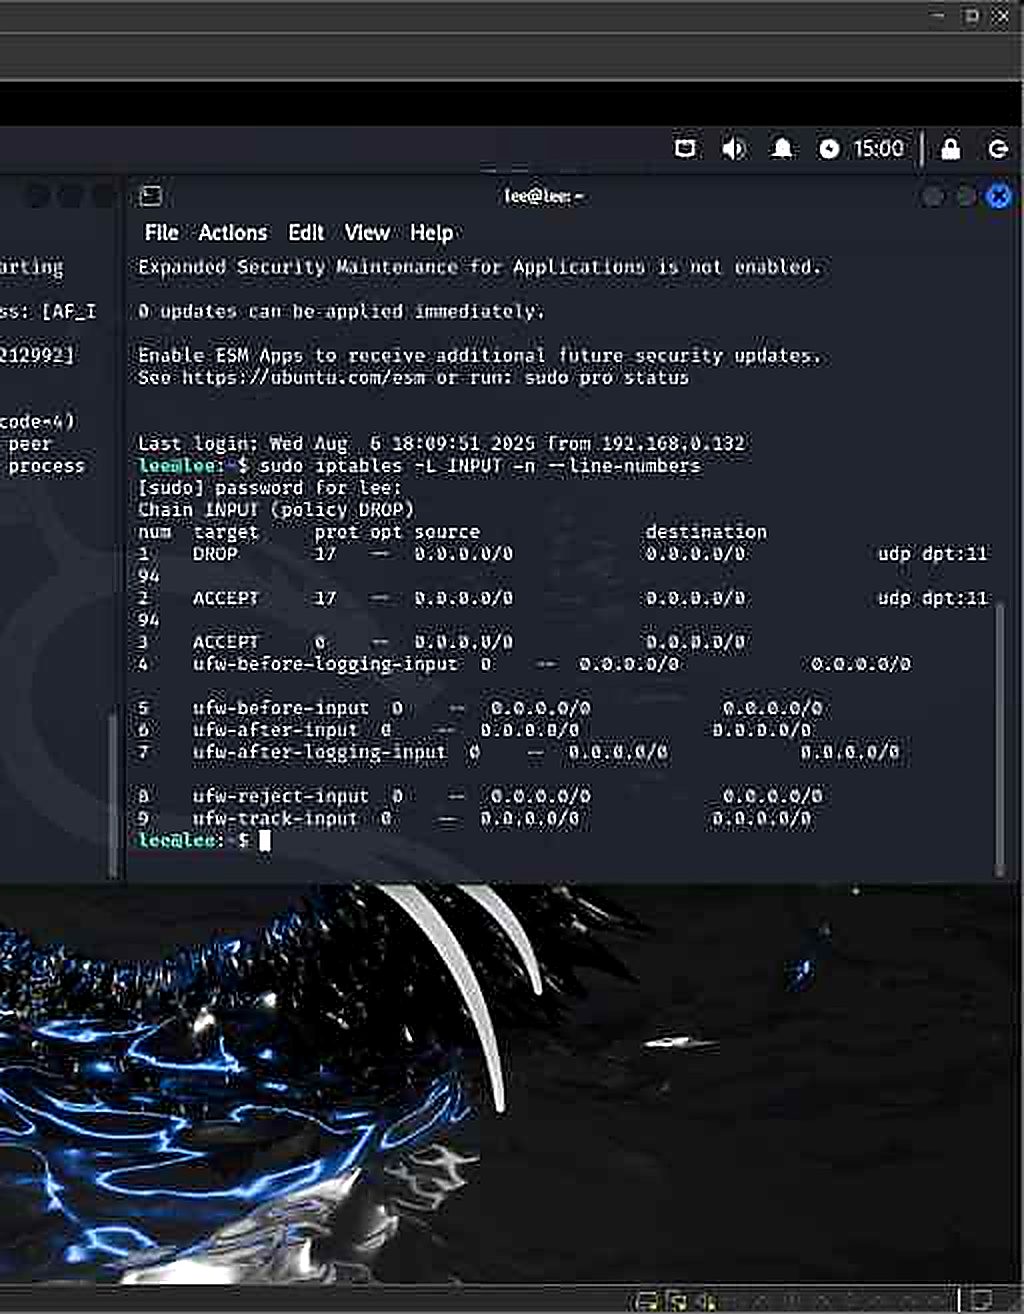 15:00
lee@lee: ~
File Actions Edit View Help
arting
ss: [AF_I
212992]
code=4)
peer
process
Expanded Security Maintenance for Applications is not enabled.
0 updates can be applied immediately.
Enable ESM Apps to receive additional future security updates.
See https://ubuntu.com/esm or run: sudo pro status
Last login: Wed Aug  6 18:09:51 2025 from 192.168.0.132
lee@lee:~$ sudo iptables -L INPUT -n --line-numbers
[sudo] password for lee:
Chain INPUT (policy DROP)
num  target     prot opt source               destination
1    DROP       17   --  0.0.0.0/0            0.0.0.0/0            udp dpt:11
94
2    ACCEPT     17   --  0.0.0.0/0            0.0.0.0/0            udp dpt:11
94
3    ACCEPT     0    --  0.0.0.0/0            0.0.0.0/0
4    ufw-before-logging-input  0    --  0.0.0.0/0            0.0.0.0/0
5    ufw-before-input  0    --  0.0.0.0/0            0.0.0.0/0
6    ufw-after-input  0    --  0.0.0.0/0            0.0.0.0/0
7    ufw-after-logging-input  0    --  0.0.0.0/0            0.0.0.0/0
8    ufw-reject-input  0    --  0.0.0.0/0            0.0.0.0/0
9    ufw-track-input  0    --  0.0.0.0/0            0.0.0.0/0
lee@lee:~$